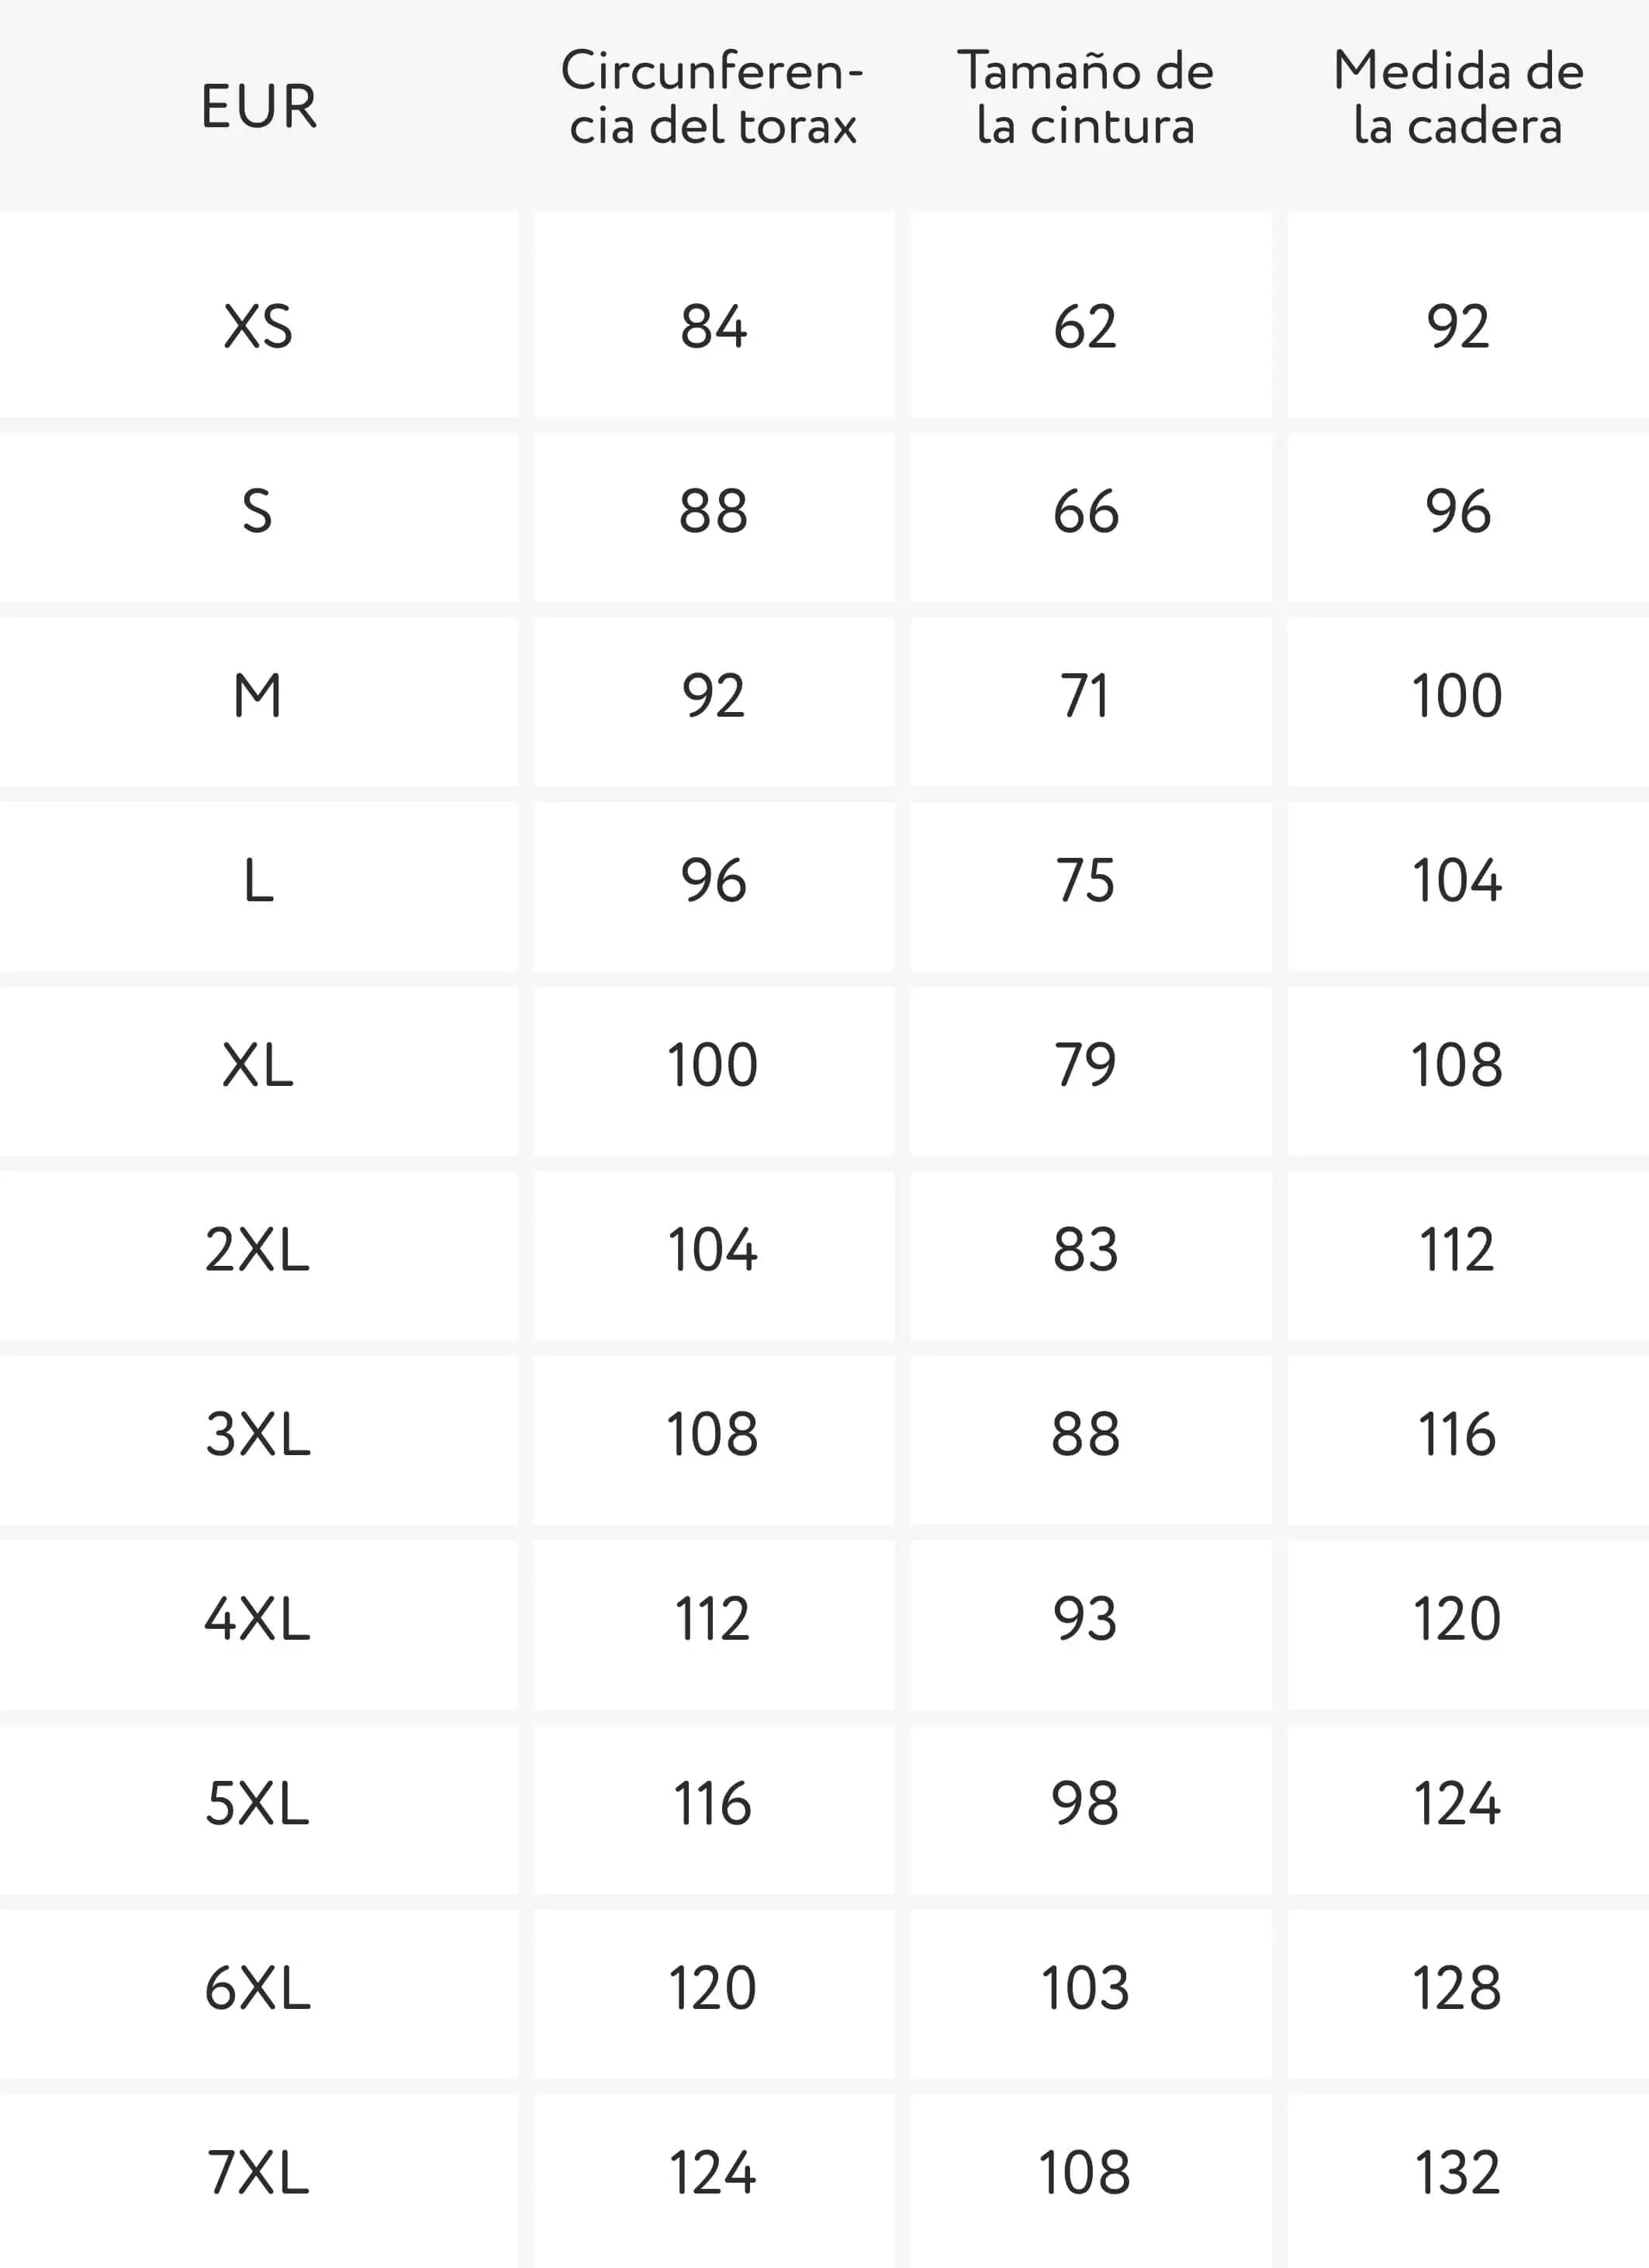 EUR Circunferen- Tamaño de Medida de
cia del torax la cintura la cadera
XS 84 62 92
S 88 66 96
M 92 71 100
L 96 75 104
XL 100 79 108
2XL 104 83 112
3XL 108 88 116
4XL 112 93 120
5XL 116 98 124
6XL 120 103 128
7XL 124 108 132